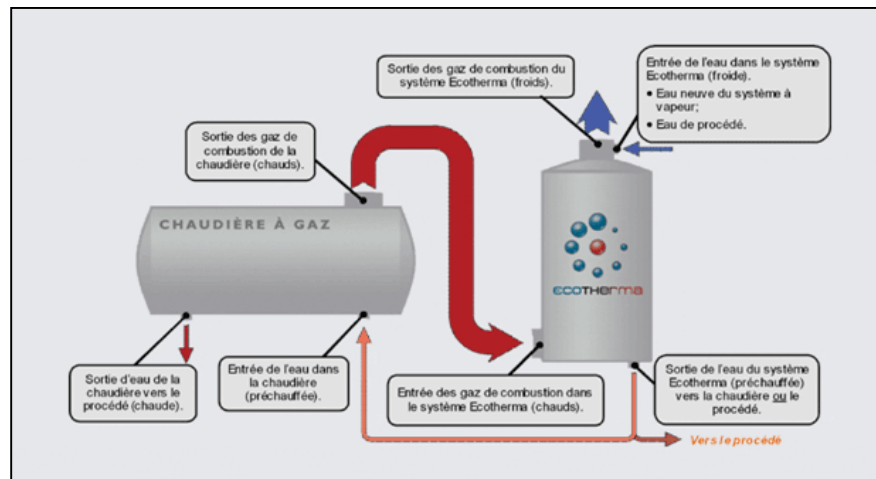 Sortie des gaz de combustion du
système Ecotherma (froids).
Entrée de l'eau dans le système
Ecotherma (froide).
• Eau neuve du système à
vapeur;
• Eau de procédé.
Sortie des gaz de
combustion de la
chaudière (chauds).
CHAUDIÈRE À GAZ
ECOTHERMA
Sortie d'eau de la
chaudière vers le
procédé (chaude).
Entrée de l'eau dans
la chaudière
(préchauffée).
Entrée des gaz de combustion dans
le système Ecotherma (chauds).
Sortie de l'eau du système
Ecotherma (préchauffée)
vers la chaudière ou le
procédé.
Vers le procédé